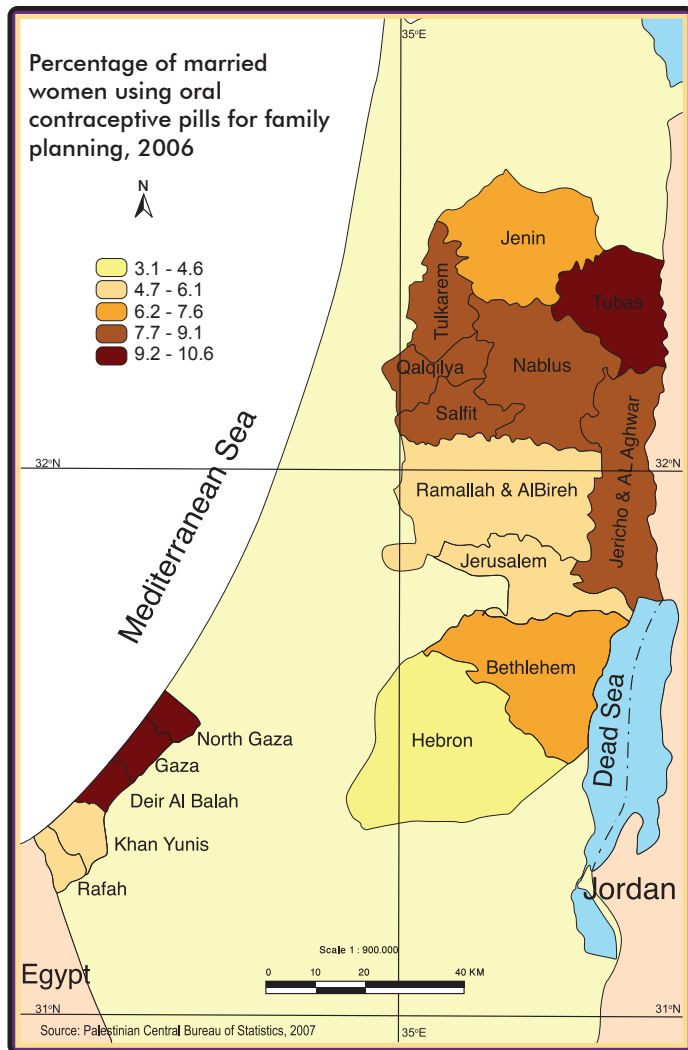 35°E
Percentage of married
women using oral
contraceptive pills for family
planning, 2006
N
3.1 - 4.6
4.7 - 6.1
6.2 - 7.6
7.7 - 9.1
9.2 - 10.6
Jenin
Tulkarem
Tubas
Qalqilya
Nablus
Salfit
Mediterranean Sea
32°N
32°N
Ramallah & AlBireh
Jericho & AL Aghwar
Jerusalem
Bethlehem
Hebron
Dead Sea
North Gaza
Gaza
Deir Al Balah
Khan Yunis
Rafah
Jordan
Egypt
Scale 1 : 900.000
0 10 20 40 KM
31°N
31°N
Source: Palestinian Central Bureau of Statistics, 2007
35°E